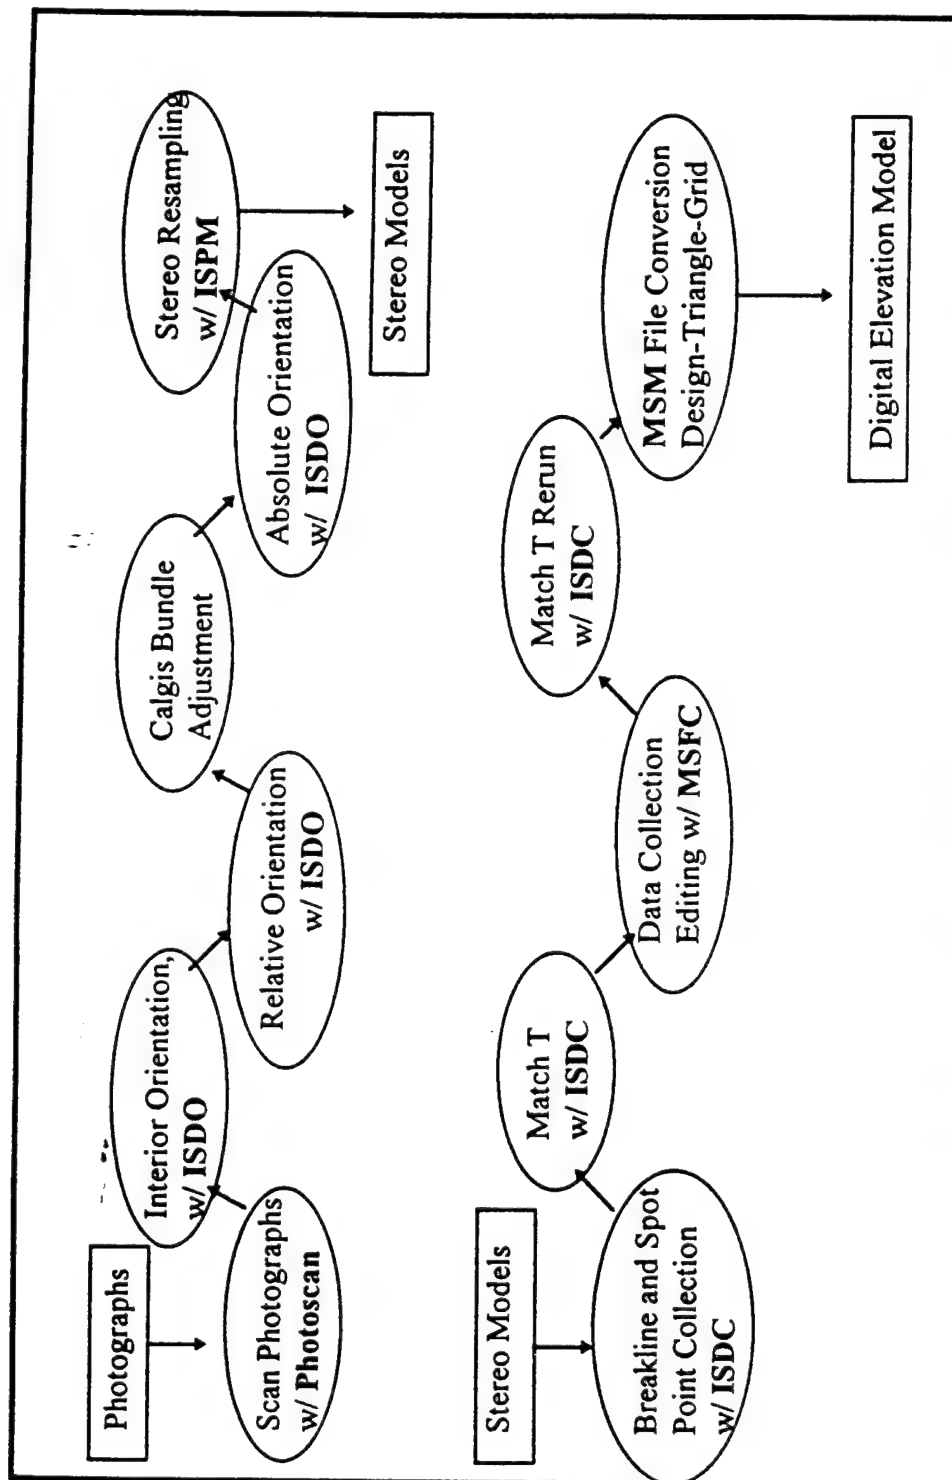 Photographs
Scan Photographs
w/ Photoscan
Interior Orientation,
w/ ISDO
Relative Orientation
w/ ISDO
Calgis Bundle
Adjustment
Absolute Orientation
w/ ISDO
Stereo Resampling
w/ ISPM
Stereo Models
Stereo Models
Breakline and Spot
Point Collection
w/ ISDC
Match T
w/ ISDC
Data Collection
Editing w/ MSFC
Match T Rerun
w/ ISDC
MSM File Conversion
Design-Triangle-Grid
Digital Elevation Model